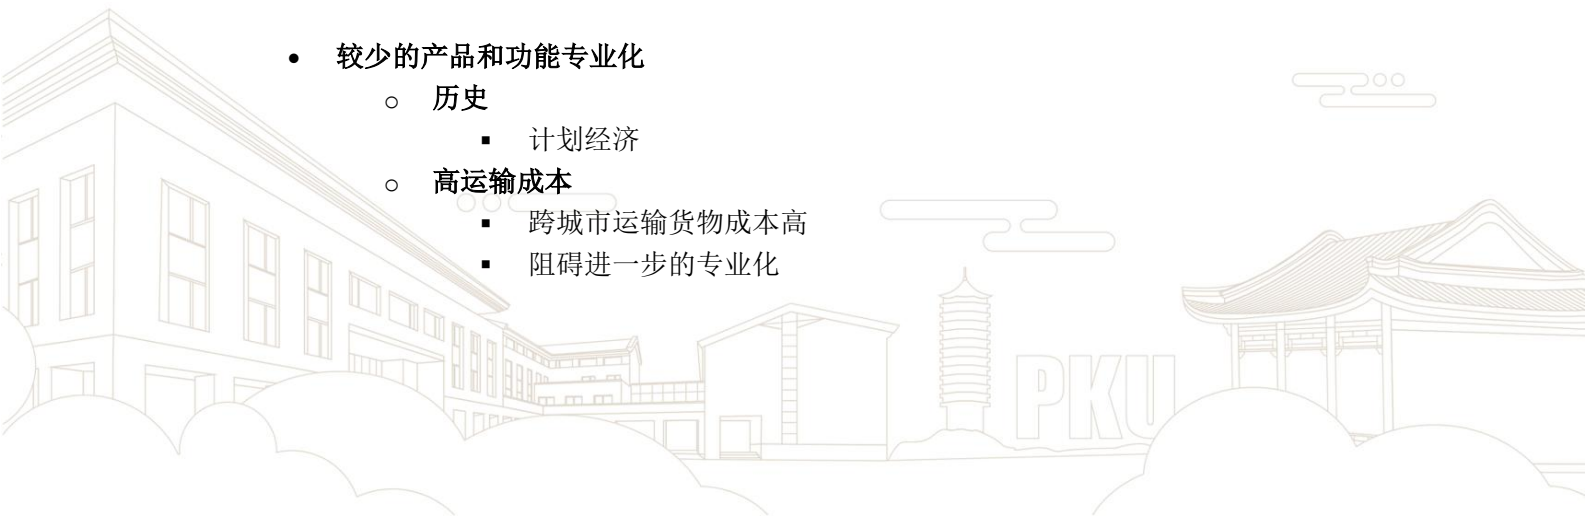 • 较少的产品和功能专业化
o 历史
▪ 计划经济
o 高运输成本
▪ 跨城市运输货物成本高
▪ 阻碍进一步的专业化
PKU